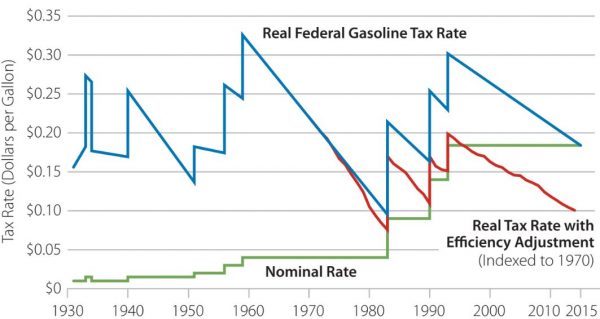 $0.35
$0.30
$0.25
$0.20
$0.15
$0.10
$0.05
$0
Tax Rate (Dollars per Gallon)
Real Federal Gasoline Tax Rate
Nominal Rate
Real Tax Rate with
Efficiency Adjustment
(Indexed to 1970)
1930 1940 1950 1960 1970 1980 1990 2000 2010 2015